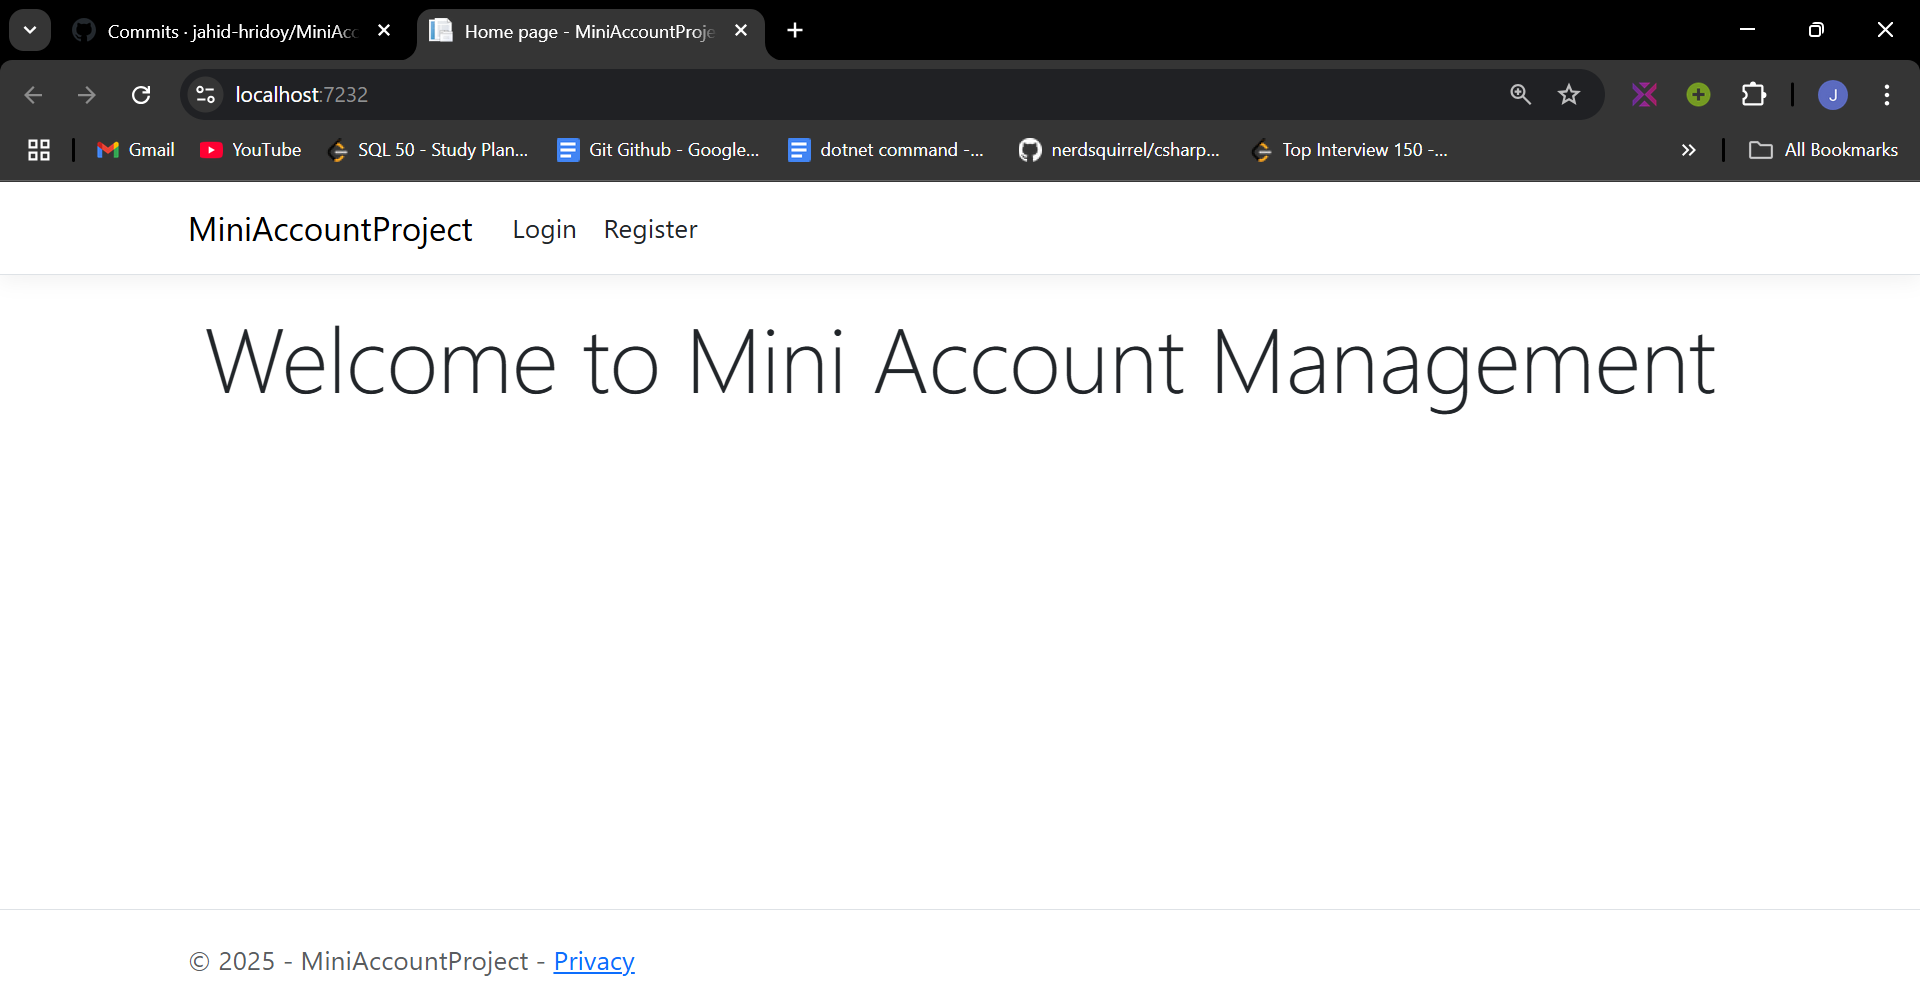 Commits · jahid-hridoy/MiniAcc
Home page - MiniAccountProje
localhost:7232
J
Gmail
YouTube
SQL 50 - Study Plan...
Git Github - Google...
dotnet command -...
nerdsquirrel/csharp...
Top Interview 150 -...
All Bookmarks
MiniAccountProject Login Register
Welcome to Mini Account Management
© 2025 - MiniAccountProject - Privacy